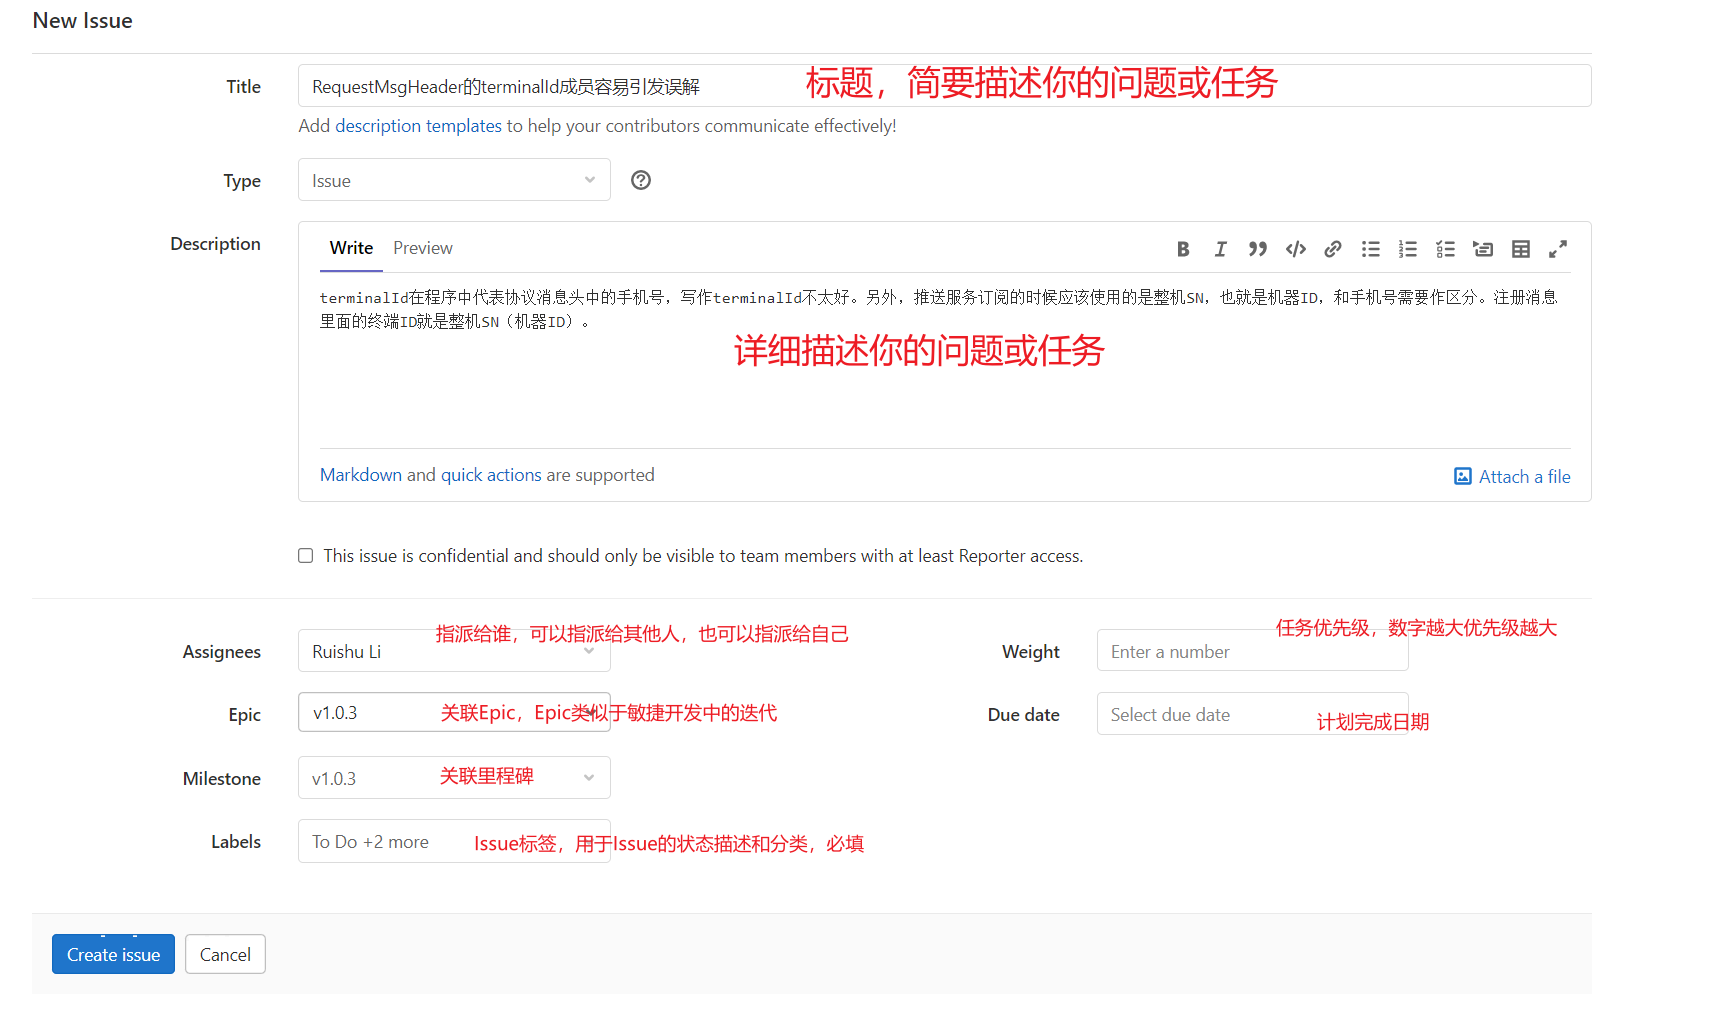 New Issue
Title
RequestMsgHeader的terminalId成员容易引发误解
标题，简要描述你的问题或任务
Add description templates to help your contributors communicate effectively!
Type
Issue
Description
Write
Preview
terminalId在程序中代表协议消息头中的手机号，写作terminalId不太好。另外，推送服务订阅的时候应该使用的是整机SN，也就是机器ID，和手机号需要作区分。注册消息
里面的终端ID就是整机SN（机器ID）。
详细描述你的问题或任务
Markdown and quick actions are supported
Attach a file
This issue is confidential and should only be visible to team members with at least Reporter access.
指派给谁，可以指派给其他人，也可以指派给自己
Assignees
Ruishu Li
任务优先级，数字越大优先级越大
Weight
Enter a number
Epic
v1.0.3
关联Epic，Epic类似于敏捷开发中的迭代
Due date
Select due date
计划完成日期
Milestone
v1.0.3
关联里程碑
Labels
To Do +2 more
Issue标签，用于Issue的状态描述和分类，必填
Create issue
Cancel